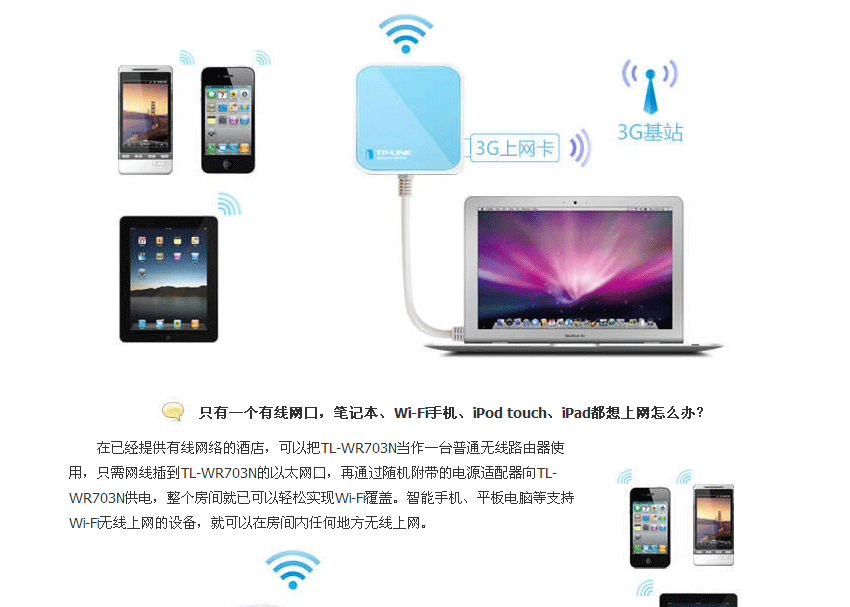 TP-LINK
3G上网卡
3G基站
只有一个有线网口，笔记本、Wi-Fi手机、iPod touch、iPad都想上网怎么办？
在已经提供有线网络的酒店，可以把TL-WR703N当作一台普通无线路由器使
用，只需网线插到TL-WR703N的以太网口，再通过随机附带的电源适配器向TL-
WR703N供电，整个房间就已可以轻松实现Wi-Fi覆盖。智能手机、平板电脑等支持
Wi-Fi无线上网的设备，就可以在房间内任何地方无线上网。